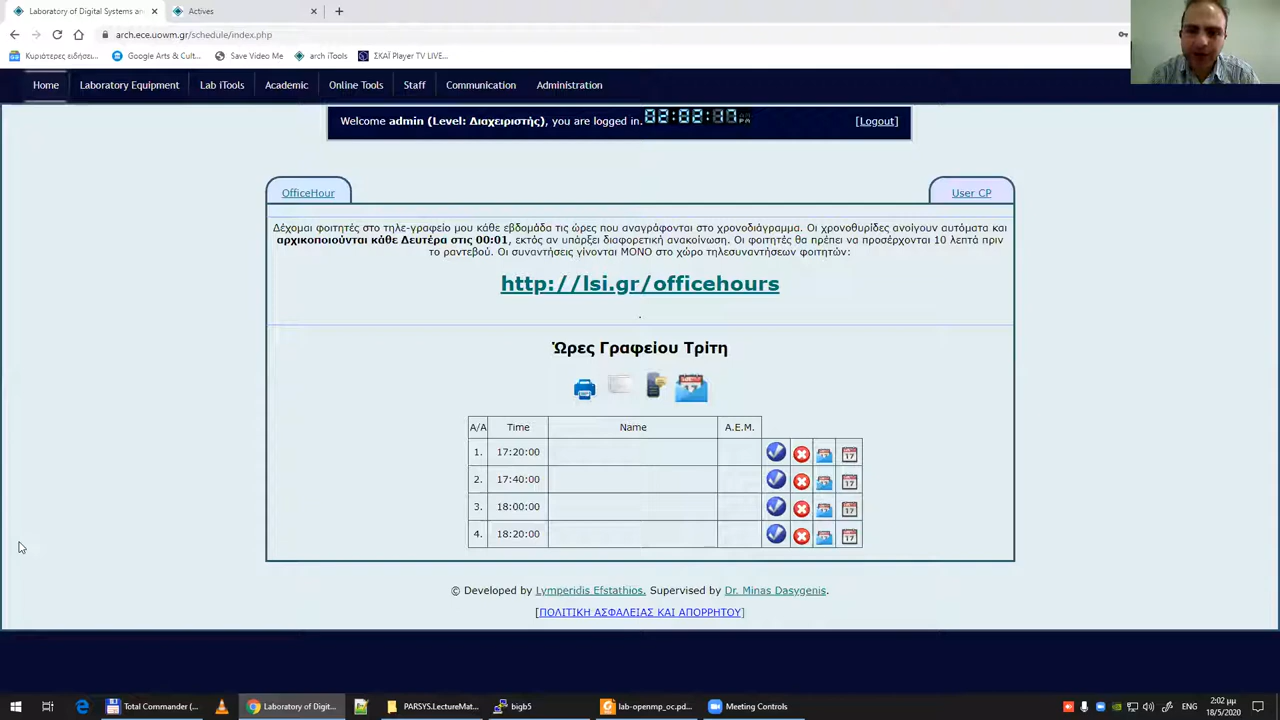 Laboratory of Digital Systems an
Actives
arch.ece.uowm.gr/schedule/index.php
Κυριότερες ειδήσει...
Google Arts & Cult...
Save Video Me
arch iTools
ΣΚΑΪ Player TV LIVE...
Home
Laboratory Equipment
Lab iTools
Academic
Online Tools
Staff
Communication
Administration
Welcome admin (Level: Διαχειριστής), you are logged in.
[Logout]
OfficeHour
User CP
Δέχομαι φοιτητές στο τηλε-γραφείο μου κάθε εβδομάδα τις ώρες που αναγράφονται στο χρονοδιάγραμμα. Οι χρονοθυρίδες ανοίγουν αυτόματα και
αρχικοποιούνται κάθε Δευτέρα στις 00:01, εκτός αν υπάρξει διαφορετική ανακοίνωση. Οι φοιτητές θα πρέπει να προσέρχονται 10 λεπτά πριν
το ραντεβού. Οι συναντήσεις γίνονται ΜΟΝΟ στο χώρο τηλεσυναντήσεων φοιτητών:
http://lsi.gr/officehours
.
Ώρες Γραφείου Τρίτη
A/A Time Name A.E.M.
1. 17:20:00
2. 17:40:00
3. 18:00:00
4. 18:20:00
© Developed by Lymperidis Efstathios. Supervised by Dr. Minas Dasygenis.
[ΠΟΛΙΤΙΚΗ ΑΣΦΑΛΕΙΑΣ ΚΑΙ ΑΠΟΡΡΗΤΟΥ]
Total Commander (...
Laboratory of Digit...
PARSYS.LectureMat...
bigb5
lab-openmp_oc.pd...
Meeting Controls
2:02 μμ
18/5/2020